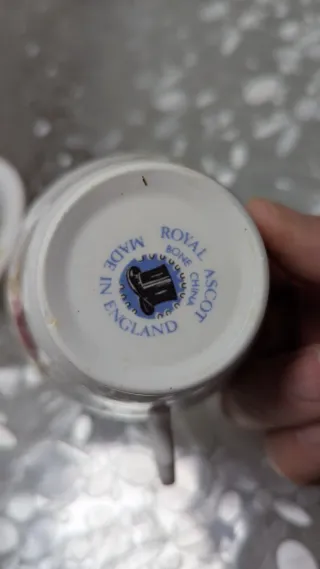 ROYAL ASCOT
BONE CHINA
MADE IN ENGLAND